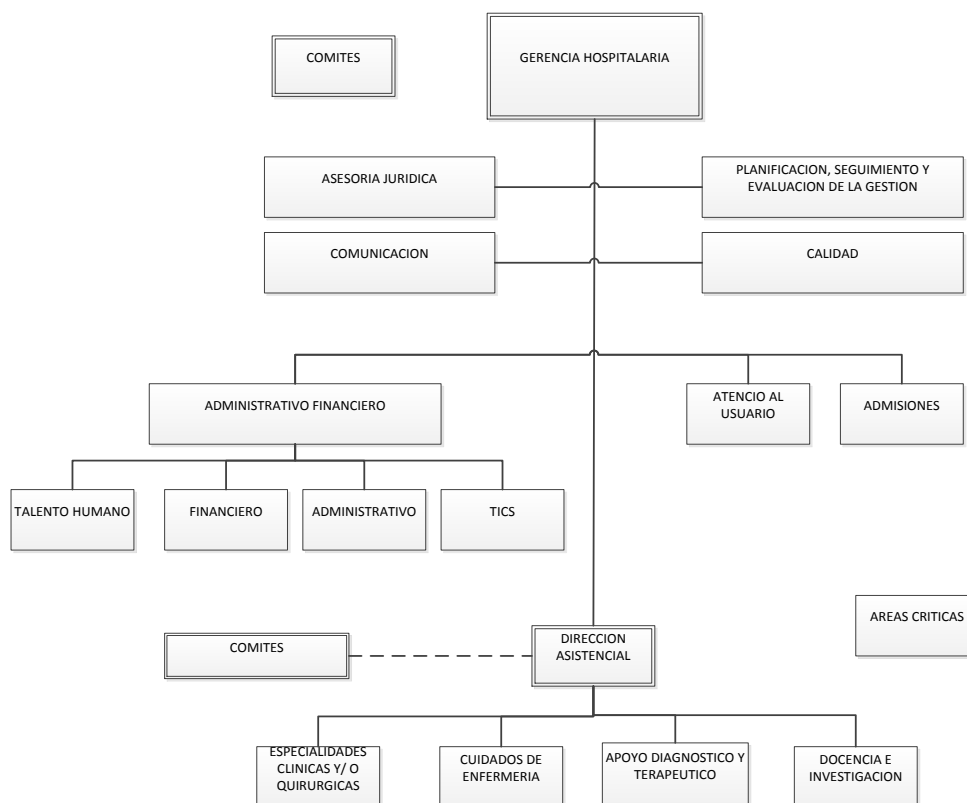 COMITES
GERENCIA HOSPITALARIA
ASESORIA JURIDICA
PLANIFICACION, SEGUIMIENTO Y
EVALUACION DE LA GESTION
COMUNICACION
CALIDAD
ADMINISTRATIVO FINANCIERO
ATENCIO AL
USUARIO
ADMISIONES
TALENTO HUMANO
FINANCIERO
ADMINISTRATIVO
TICS
AREAS CRITICAS
COMITES
DIRECCION
ASISTENCIAL
ESPECIALIDADES
CLINICAS Y/ O
QUIRURGICAS
CUIDADOS DE
ENFERMERIA
APOYO DIAGNOSTICO Y
TERAPEUTICO
DOCENCIA E
INVESTIGACION